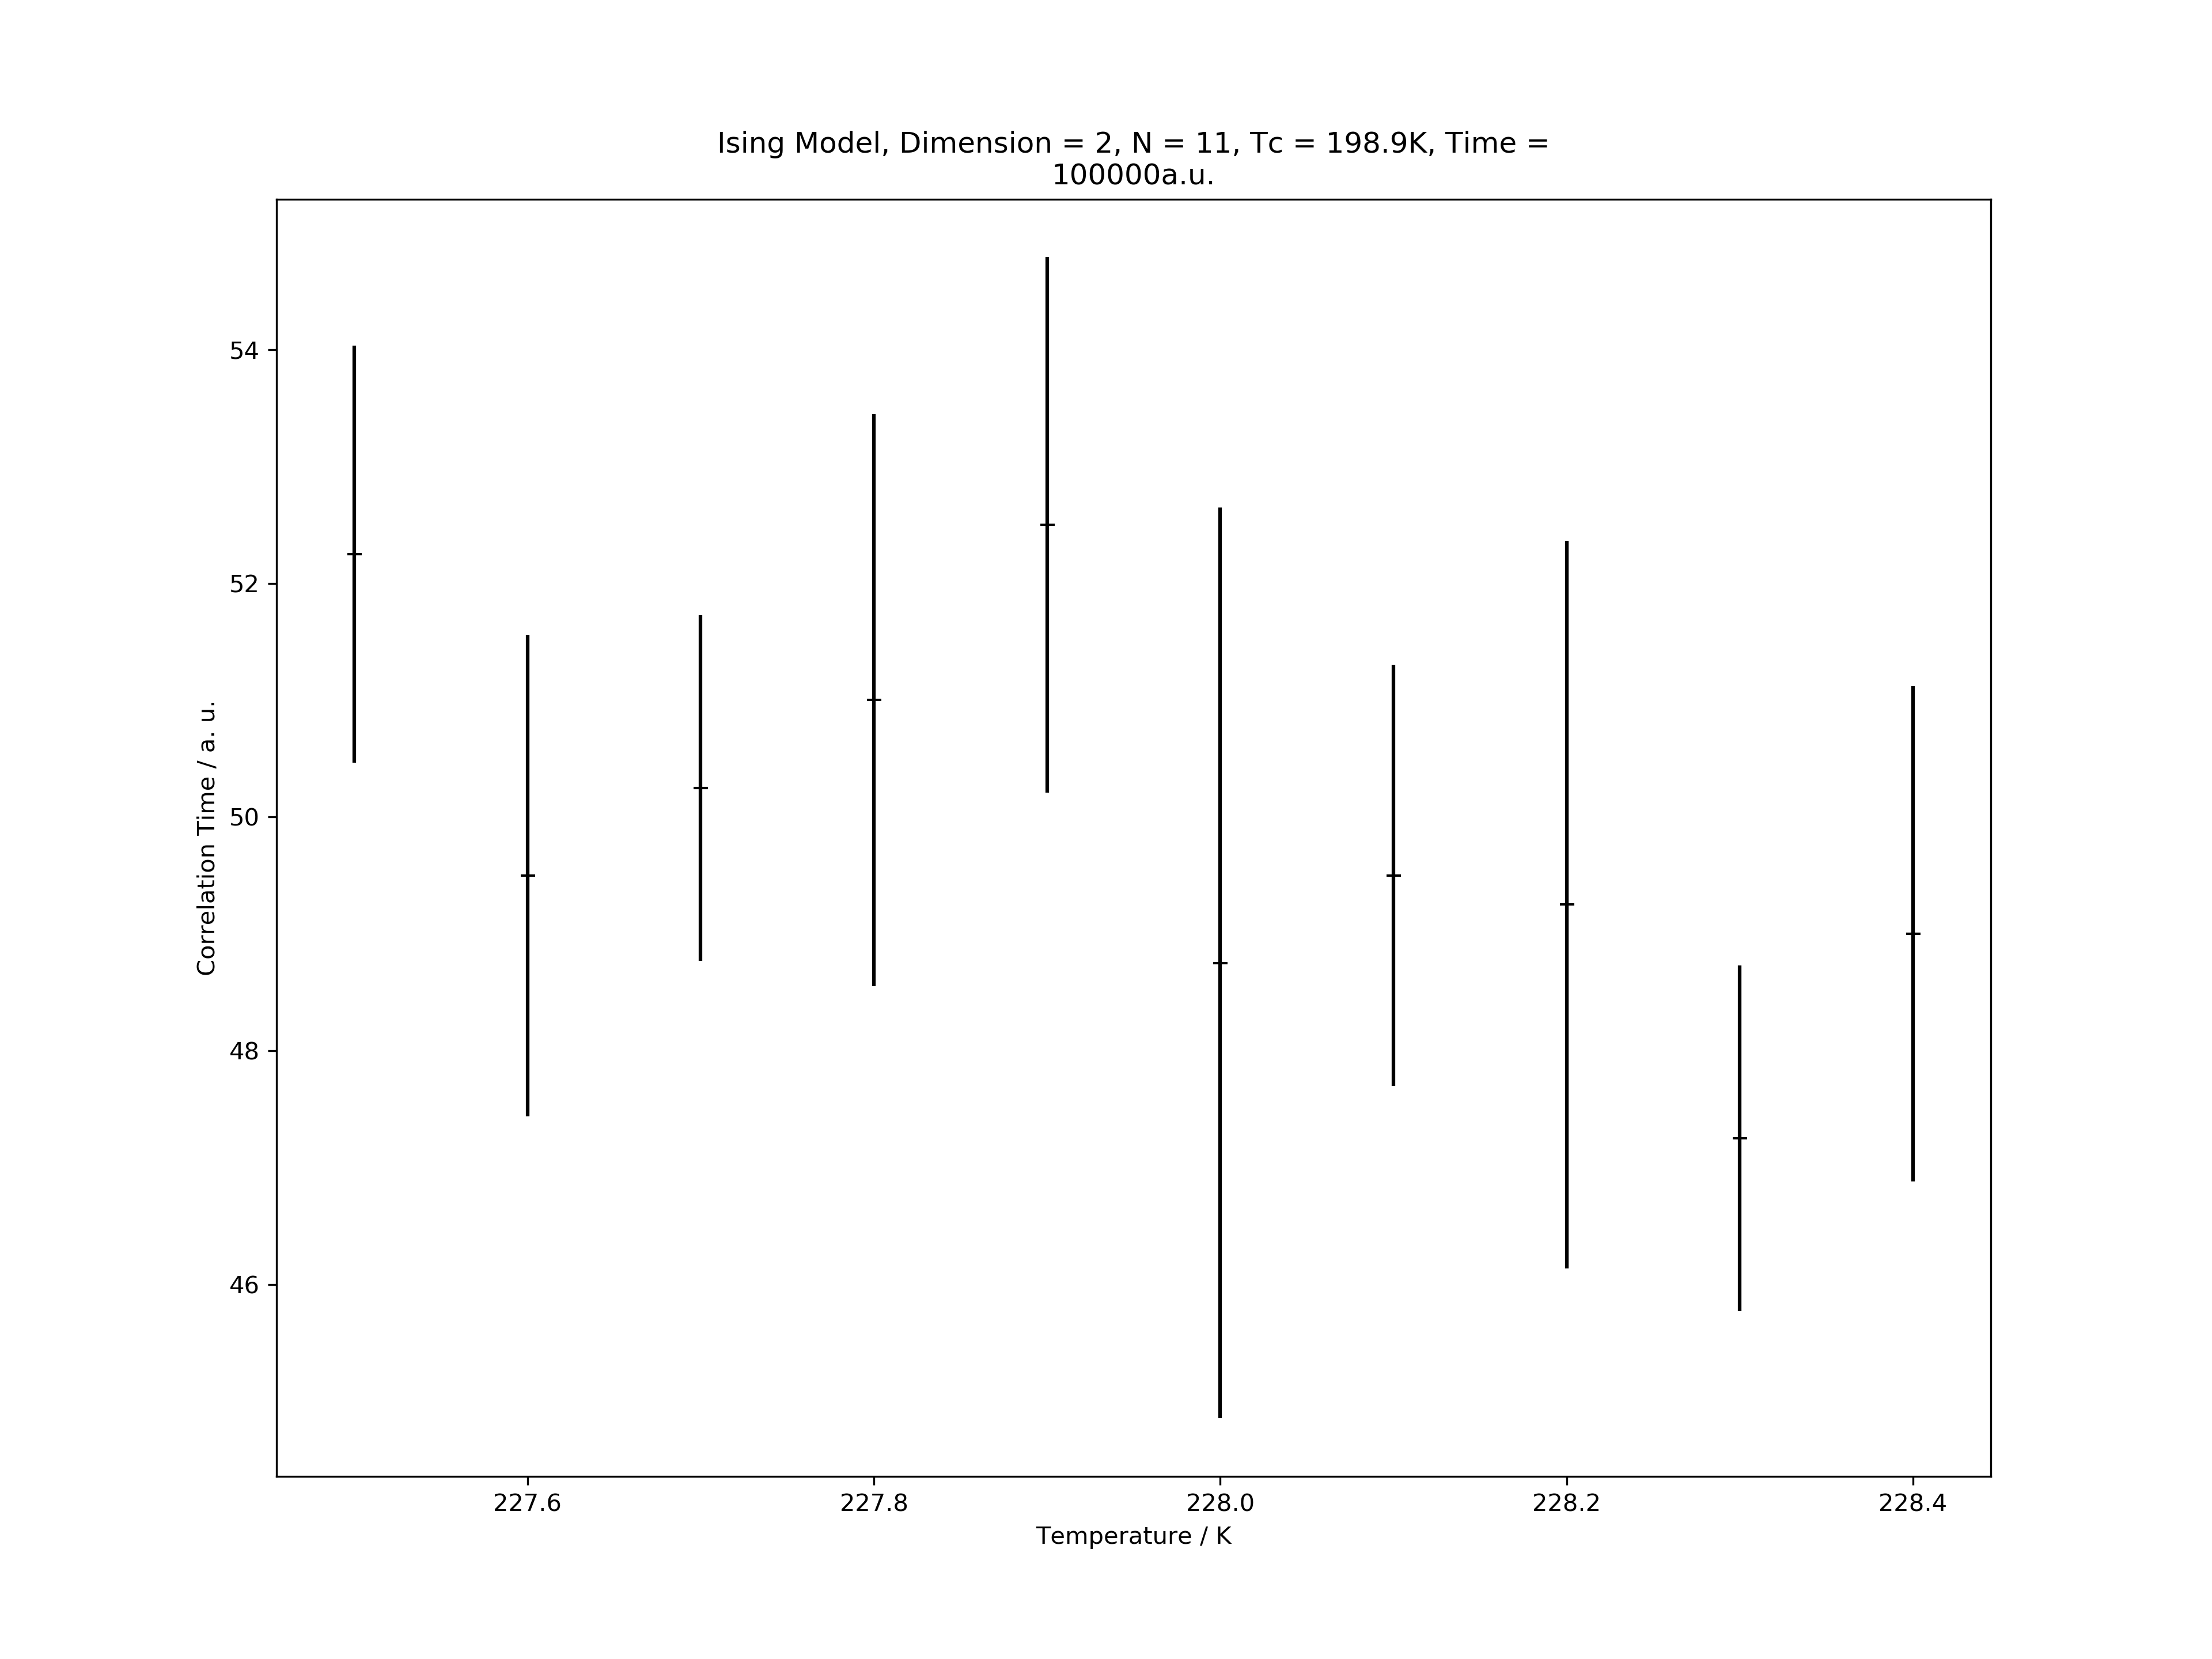 Ising Model, Dimension = 2, N = 11, Tc = 198.9K, Time =
100000a.u.
54
52
50
48
46
Correlation Time / a. u.
227.6
227.8
228.0
228.2
228.4
Temperature / K